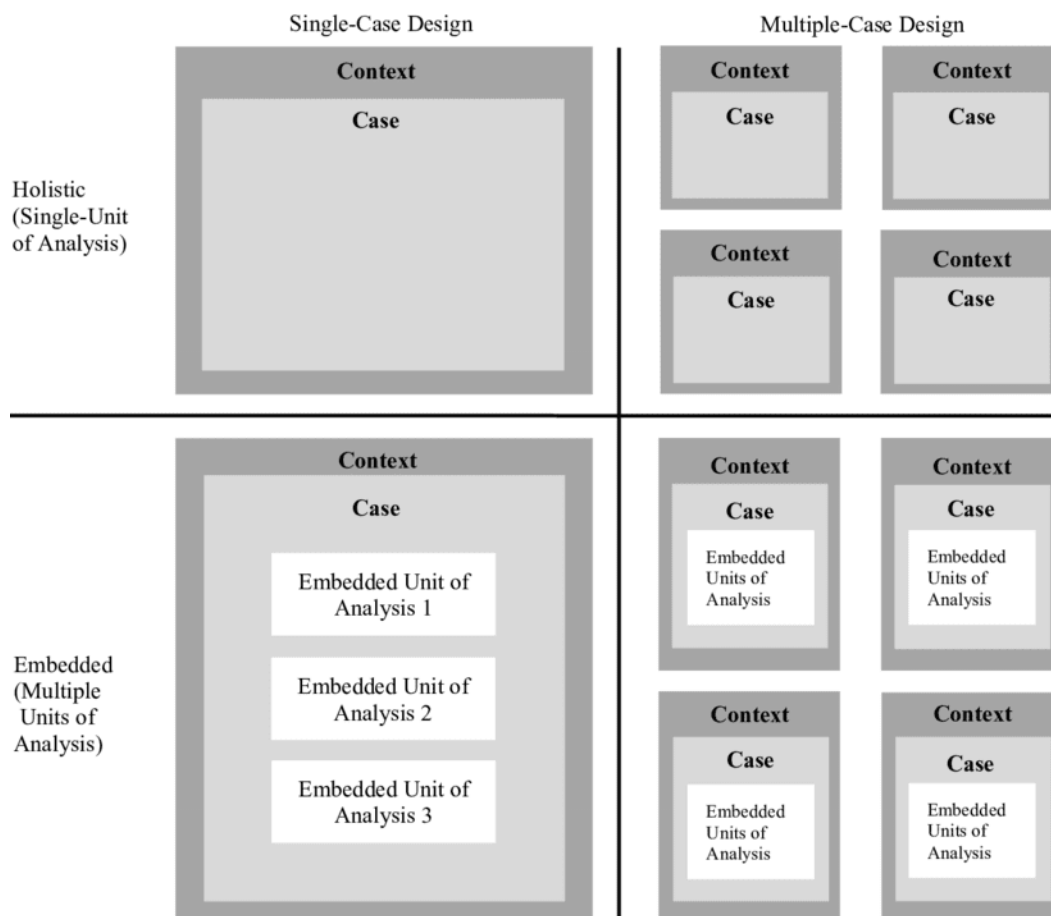 Single-Case Design
Multiple-Case Design
Holistic
(Single-Unit
of Analysis)
Context
Case
Context
Case
Context
Case
Context
Case
Context
Case
Embedded
(Multiple
Units of
Analysis)
Context
Case
Embedded Unit of
Analysis 1
Embedded Unit of
Analysis 2
Embedded Unit of
Analysis 3
Context
Case
Embedded
Units of
Analysis
Context
Case
Embedded
Units of
Analysis
Context
Case
Embedded
Units of
Analysis
Context
Case
Embedded
Units of
Analysis